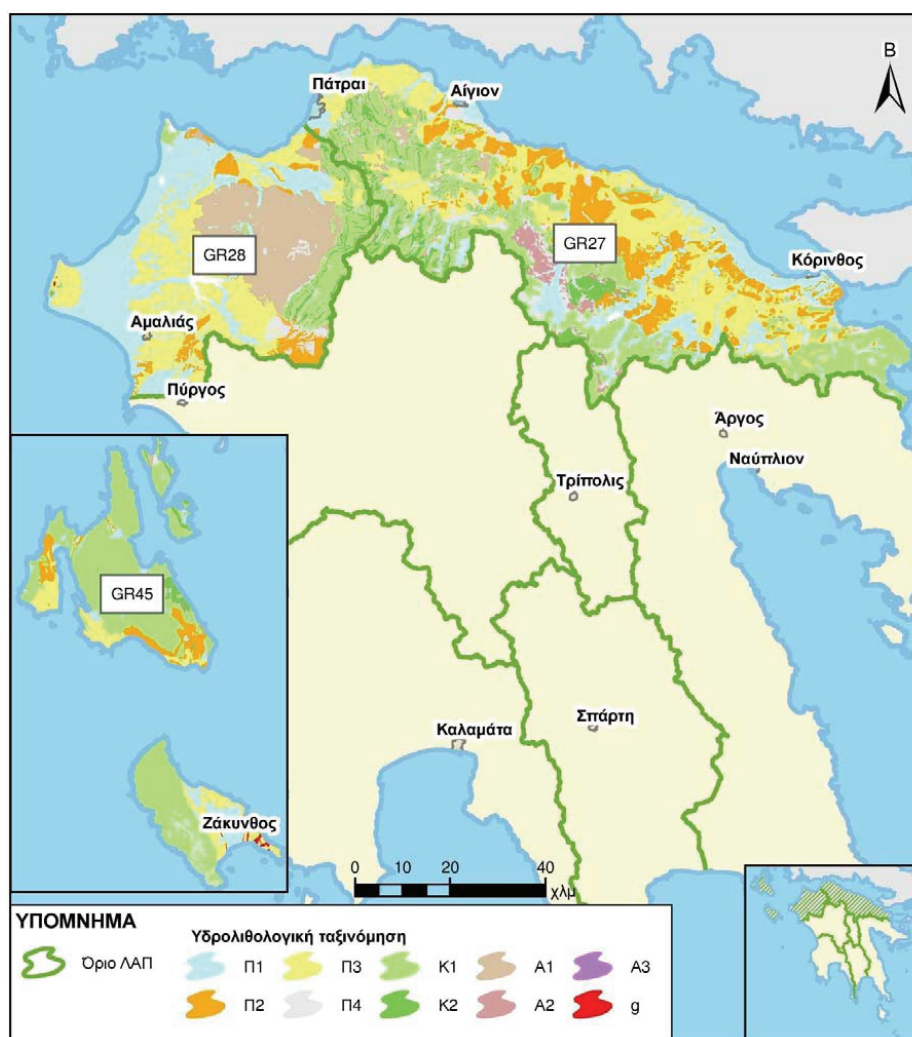 Β
Πάτραι
Αίγιον
GR28
GR27
Κόρινθος
Αμαλιάς
Πύργος
Άργος
Ναύπλιον
Τρίπολις
GR45
Σπάρτη
Καλαμάτα
Ζάκυνθος
0 10 20 40
χλμ
ΥΠΟΜΝΗΜΑ
Όριο ΛΑΠ
Υδρολιθολογική ταξινόμηση
Π1 Π3 Κ1 Α1 Α3
Π2 Π4 Κ2 Α2 g